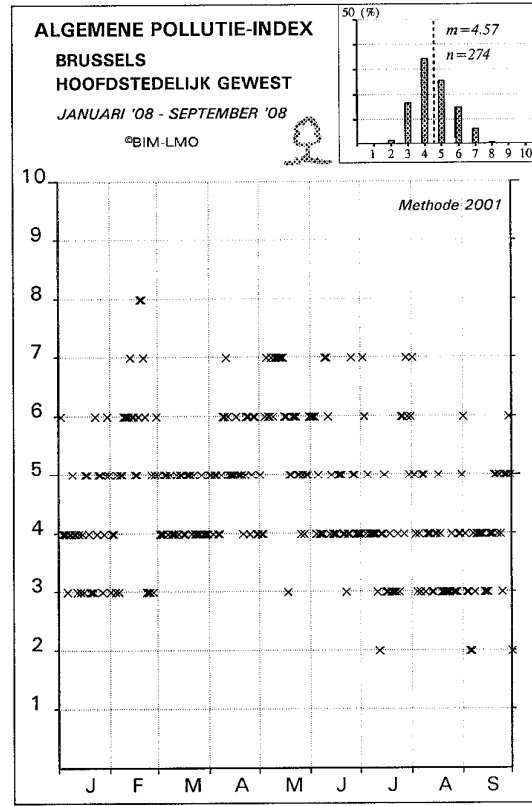 ALGEMENE POLLUTIE-INDEX
BRUSSELS
HOOFDSTEDELIJK GEWEST
JANUARI '08 - SEPTEMBER '08
©BIM-LMO
50 (%)
m=4.57
n=274
1 2 3 4 5 6 7 8 9 10
Methode 2001
10
9
8
7
6
5
4
3
2
1
J F M A M J J A S